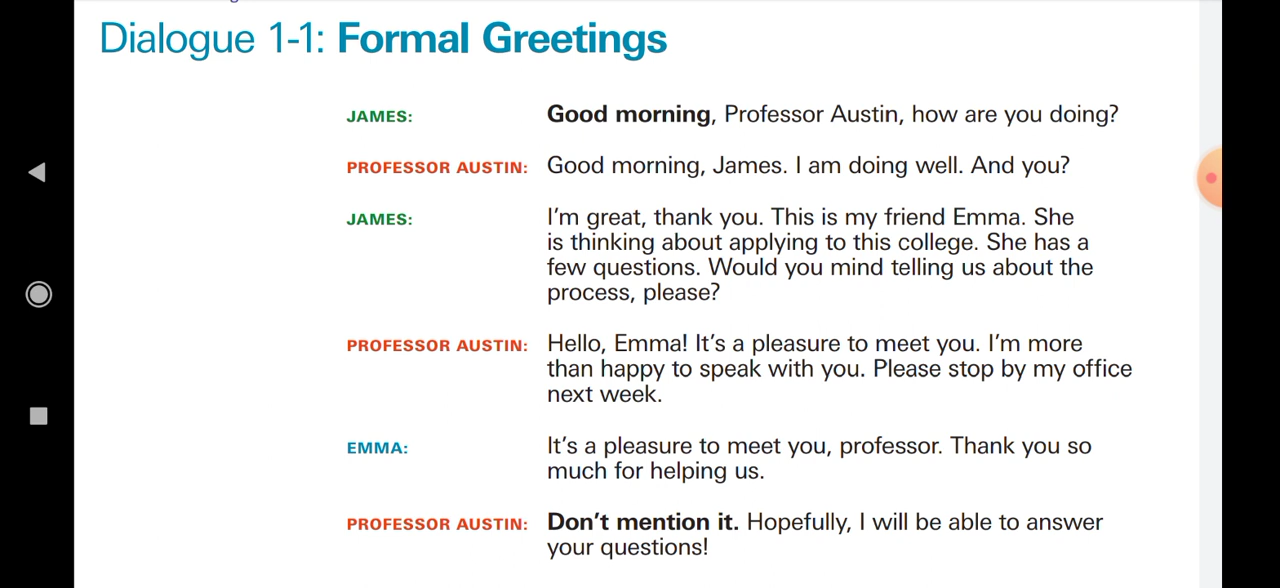 Dialogue 1-1: Formal Greetings
JAMES: Good morning, Professor Austin, how are you doing?
PROFESSOR AUSTIN: Good morning, James. I am doing well. And you?
JAMES: I'm great, thank you. This is my friend Emma. She
is thinking about applying to this college. She has a
few questions. Would you mind telling us about the
process, please?
PROFESSOR AUSTIN: Hello, Emma! It's a pleasure to meet you. I'm more
than happy to speak with you. Please stop by my office
next week.
EMMA: It's a pleasure to meet you, professor. Thank you so
much for helping us.
PROFESSOR AUSTIN: Don't mention it. Hopefully, I will be able to answer
your questions!